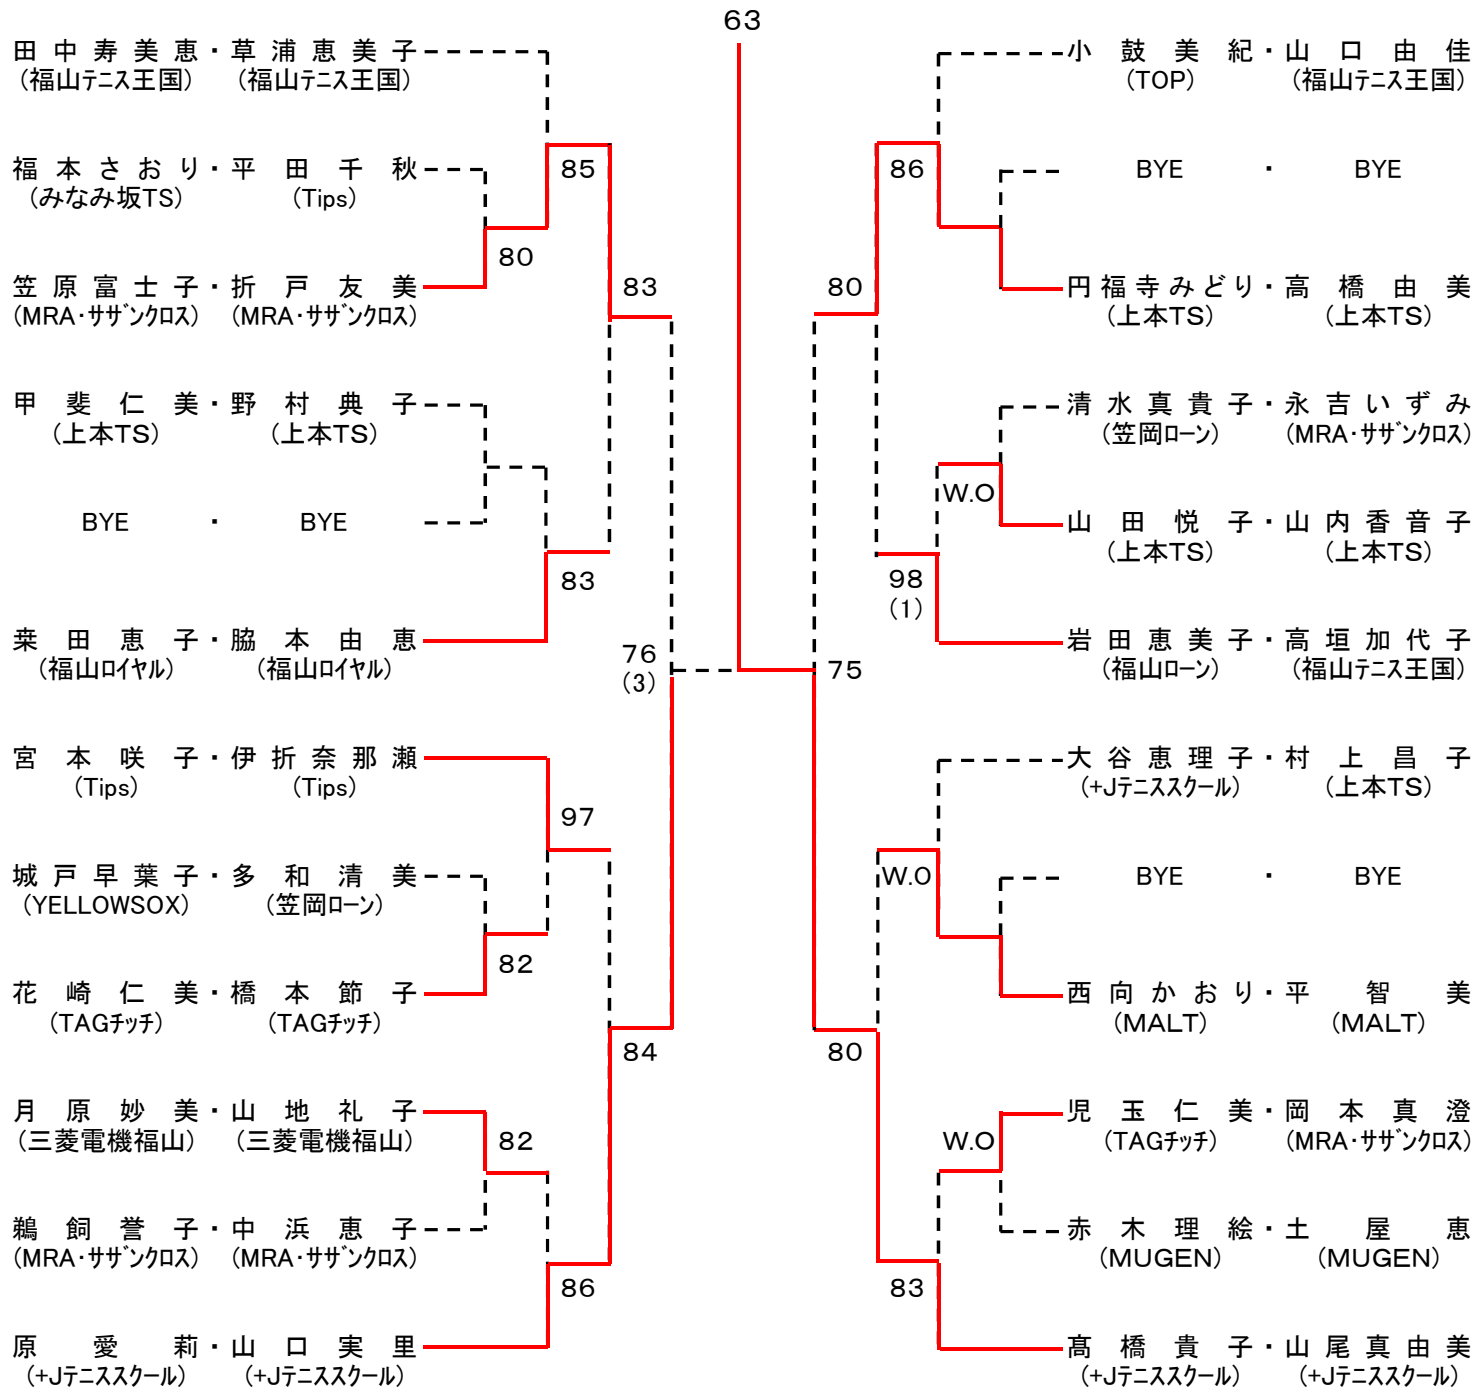 63
田中寿美恵・草浦恵美子
(福山テニス王国) (福山テニス王国)
85
福本さおり・平田千秋
(みなみ坂TS) (Tips)
80
笠原富士子・折戸友美
(MRA・サザンクロス) (MRA・サザンクロス)
83
甲斐仁美・野村典子
(上本TS) (上本TS)
BYE ・ BYE
83
桒田恵子・脇本由恵
(福山ロイヤル) (福山ロイヤル)
76
(3)
宮本咲子・伊折奈那瀬
(Tips) (Tips)
97
城戸早葉子・多和清美
(YELLOWSOX) (笠岡ローン)
82
花崎仁美・橋本節子
(TAGチッチ) (TAGチッチ)
84
月原妙美・山地礼子
(三菱電機福山) (三菱電機福山)
82
鵜飼誉子・中浜恵子
(MRA・サザンクロス) (MRA・サザンクロス)
86
原愛莉・山口実里
(+Jテニススクール) (+Jテニススクール)
小鼓美紀・山口由佳
(TOP) (福山テニス王国)
86
BYE ・ BYE
80
円福寺みどり・高橋由美
(上本TS) (上本TS)
清水真貴子・永吉いずみ
(笠岡ローン) (MRA・サザンクロス)
W.O
山田悦子・山内香音子
(上本TS) (上本TS)
98
(1)
岩田恵美子・高垣加代子
(福山ローン) (福山テニス王国)
75
大谷恵理子・村上昌子
(+Jテニススクール) (上本TS)
W.O
BYE ・ BYE
西向かおり・平智美
(MALT) (MALT)
80
児玉仁美・岡本真澄
(TAGチッチ) (MRA・サザンクロス)
W.O
赤木理絵・土屋恵
(MUGEN) (MUGEN)
83
髙橋貴子・山尾真由美
(+Jテニススクール) (+Jテニススクール)